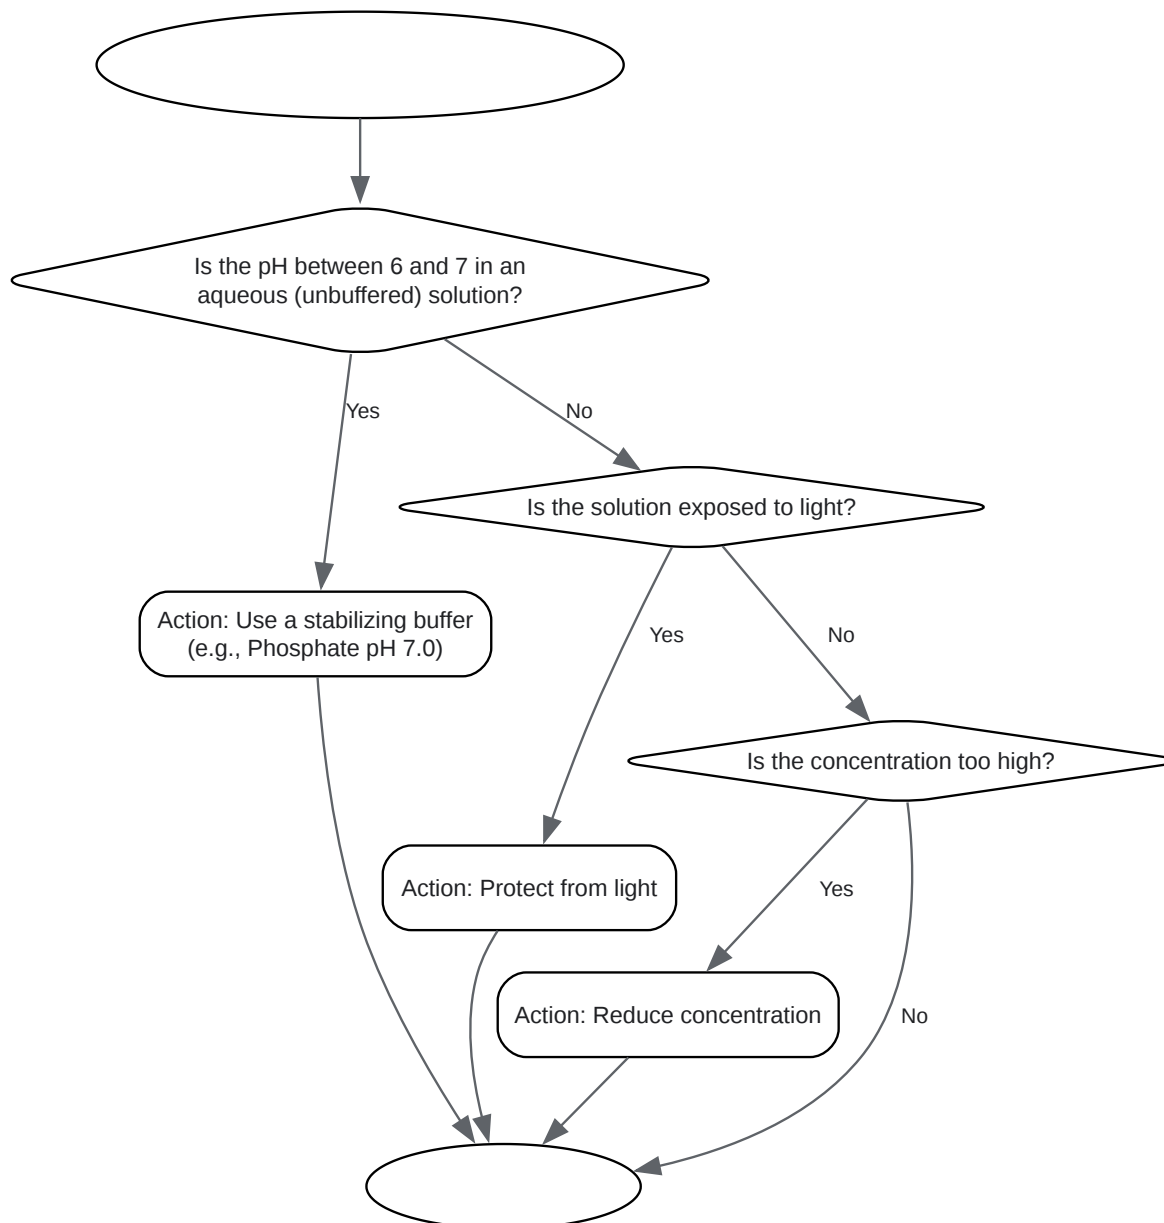 Is the pH between 6 and 7 in an
aqueous (unbuffered) solution?
Yes
No
Is the solution exposed to light?
Action: Use a stabilizing buffer
(e.g., Phosphate pH 7.0)
Yes
No
Is the concentration too high?
Action: Protect from light
Yes
Action: Reduce concentration
No